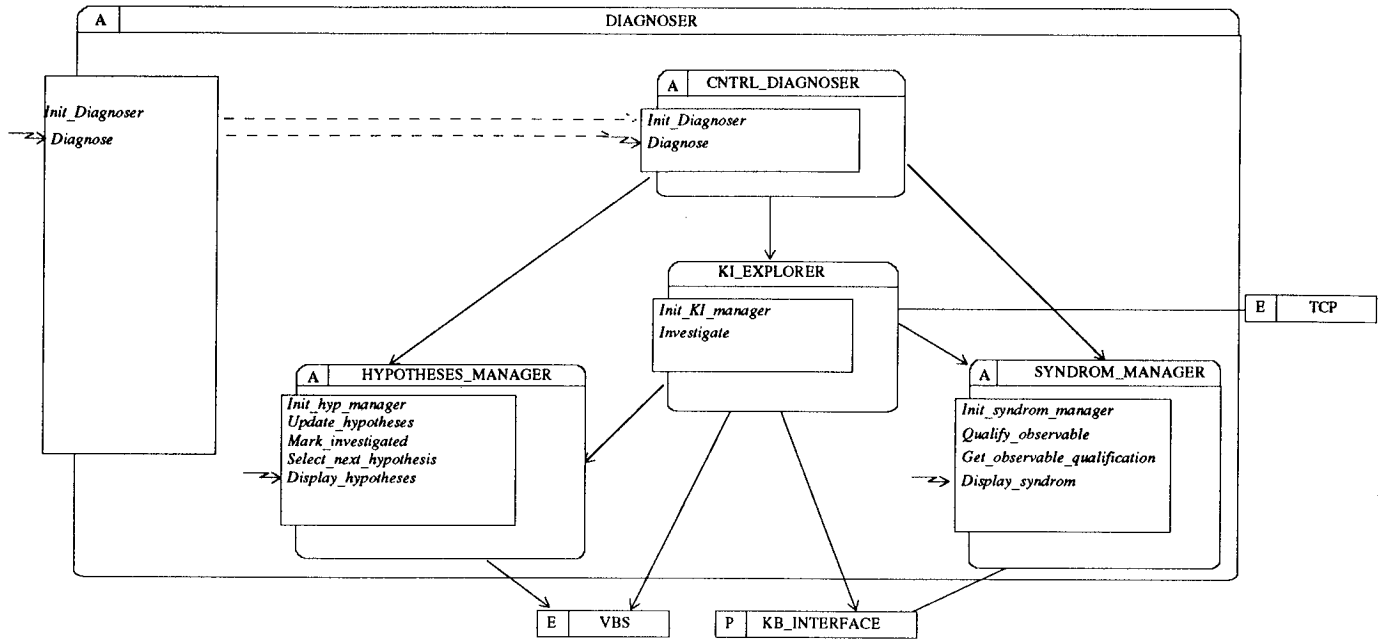 A DIAGNOSER
Init_Diagnoser
Diagnose
A CNTRL_DIAGNOSER
Init_Diagnoser
Diagnose
KI_EXPLORER
Init_KI_manager
Investigate
E TCP
A HYPOTHESES_MANAGER
Init_hyp_manager
Update_hypotheses
Mark_investigated
Select_next_hypothesis
Display_hypotheses
A SYNDROM_MANAGER
Init_syndrom_manager
Qualify_observable
Get_observable_qualification
Display_syndrom
E VBS
P KB_INTERFACE